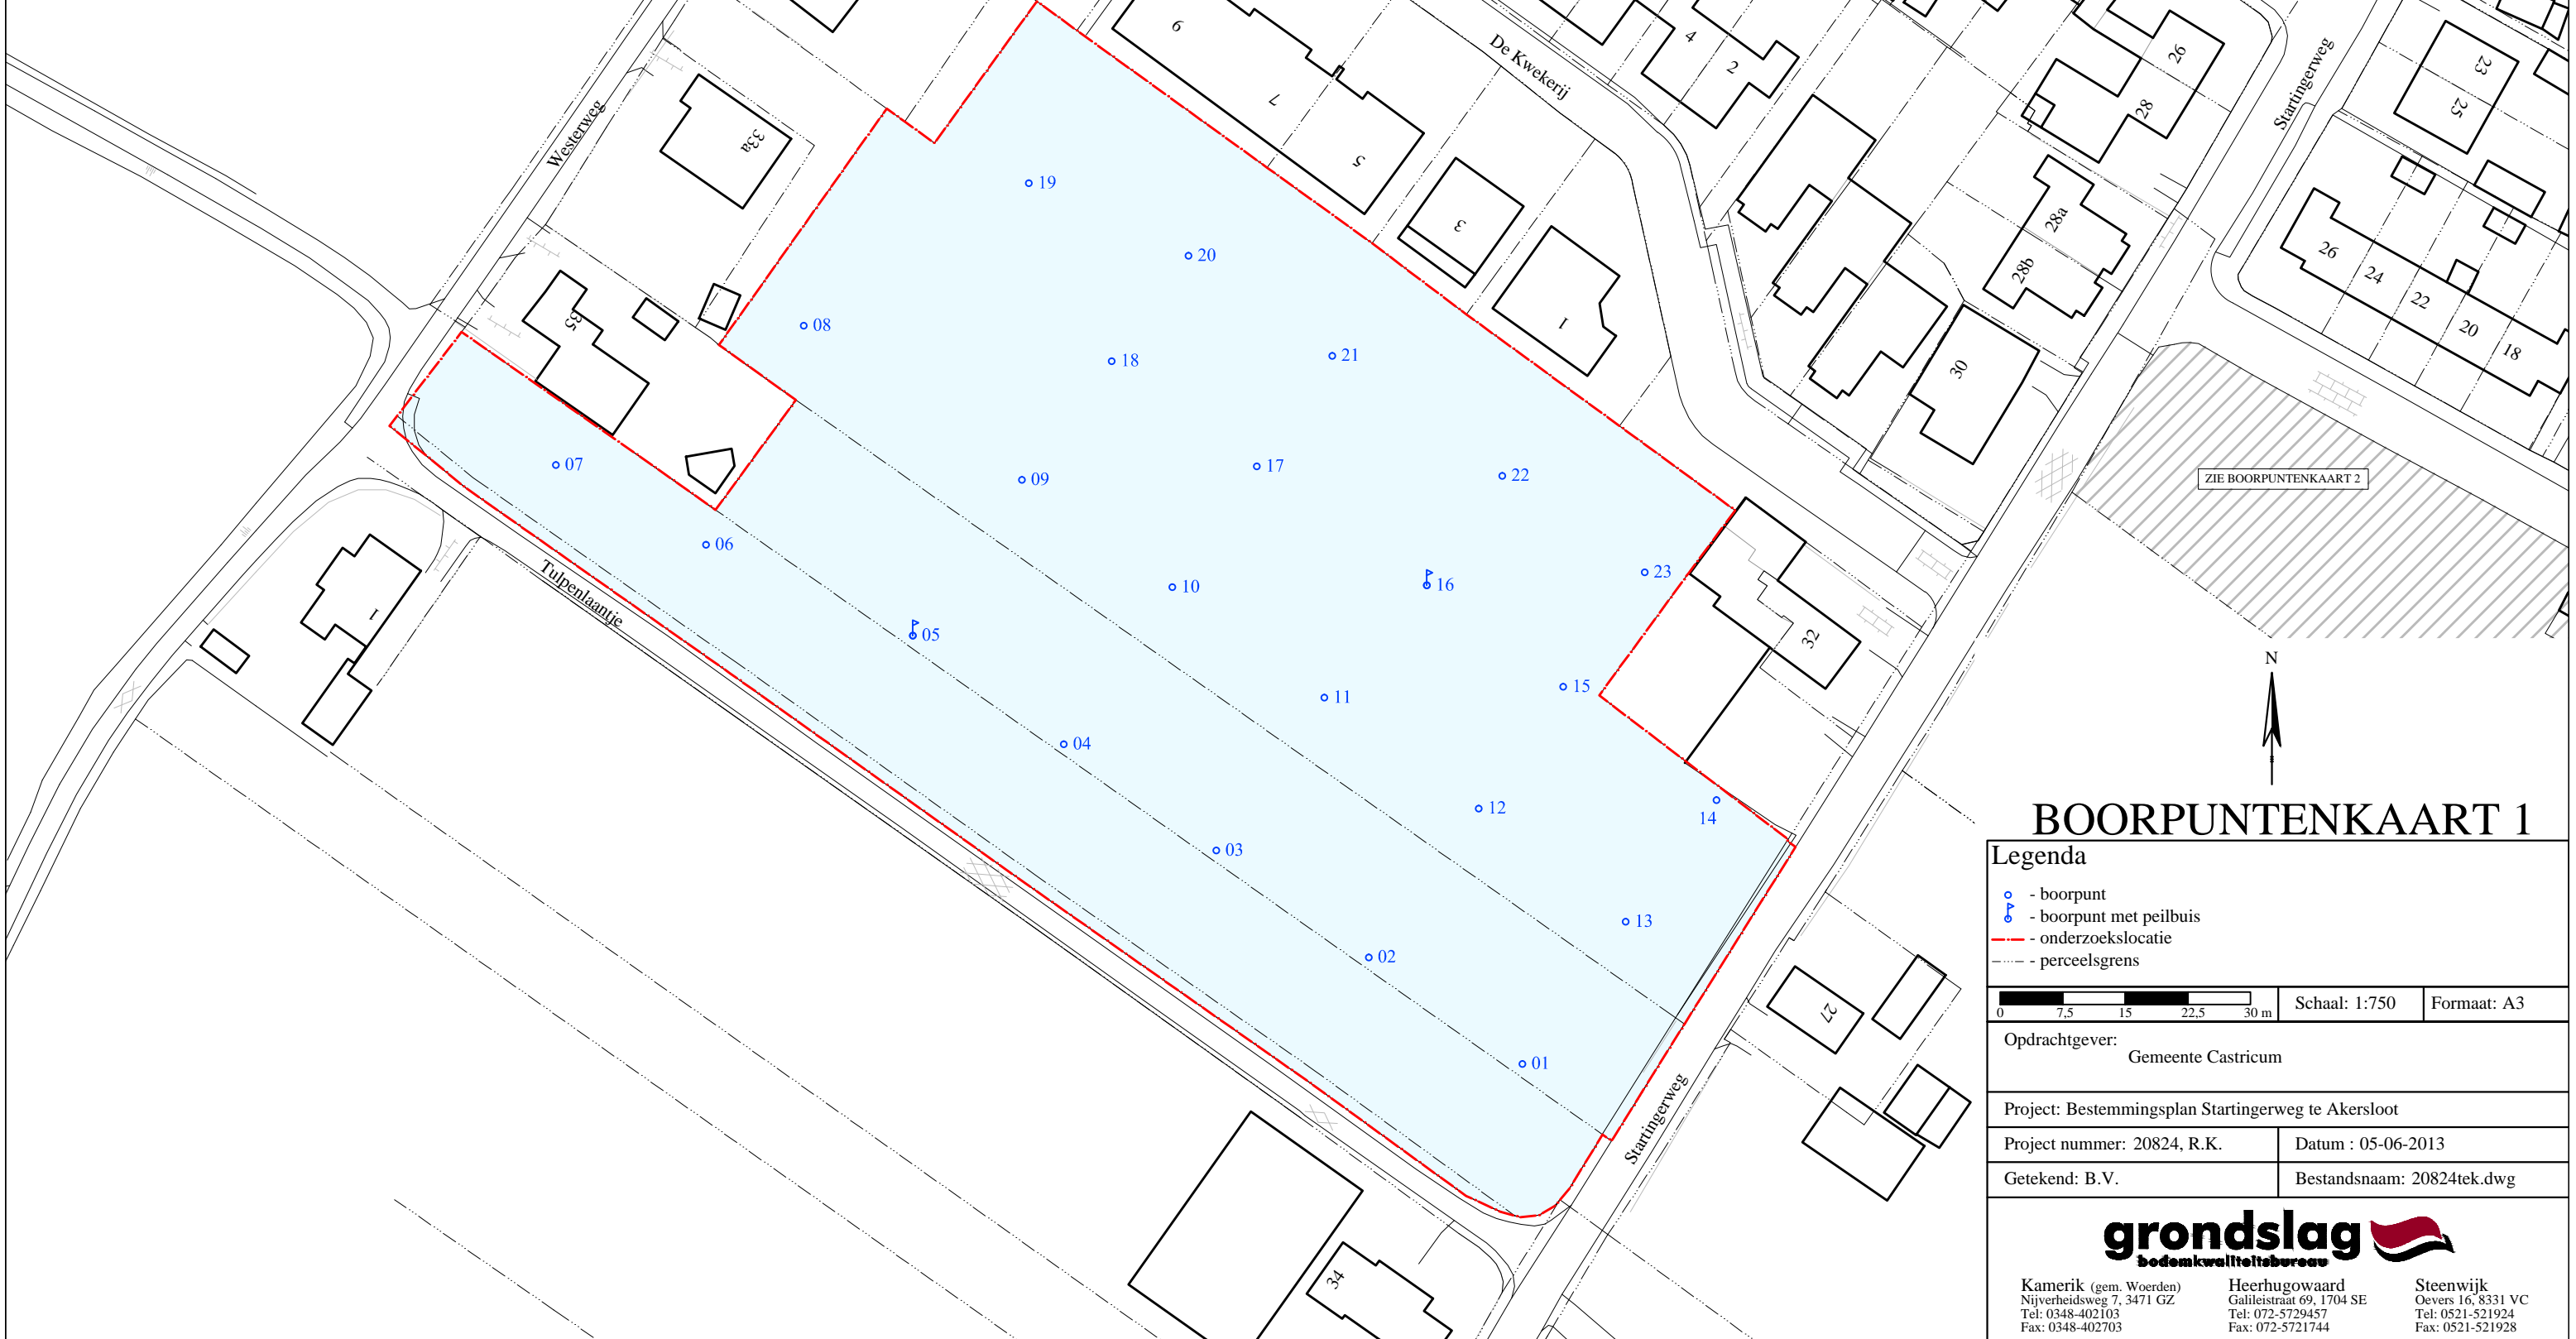 Westerweg
33a
35
6
7
5
3
1
De Kwekerij
4
2
26
28
28a
28b
30
Startingerweg
23
25
26
24
22
20
18
ZIE BOORPUNTENKAART 2
19
20
08
18
21
07
09
17
22
06
10
16
23
05
15
11
04
12
14
03
13
02
01
Tulpenlaantje
1
32
27
34
Startingerweg
N
BOORPUNTENKAART 1
Legenda
- boorpunt
- boorpunt met peilbuis
- onderzoekslocatie
- perceelsgrens
0 7,5 15 22,5 30 m
Schaal: 1:750
Formaat: A3
Opdrachtgever:
Gemeente Castricum
Project: Bestemmingsplan Startingerweg te Akersloot
Project nummer: 20824, R.K.
Datum : 05-06-2013
Getekend: B.V.
Bestandsnaam: 20824tek.dwg
grondslag
bodemkwaliteitsbureau
Kamerik (gem. Woerden)
Nijverheidsweg 7, 3471 GZ
Tel: 0348-402103
Fax: 0348-402703
Heerhugowaard
Galileistraat 69, 1704 SE
Tel: 072-5729457
Fax: 072-5721744
Steenwijk
Oevers 16, 8331 VC
Tel: 0521-521924
Fax: 0521-521928